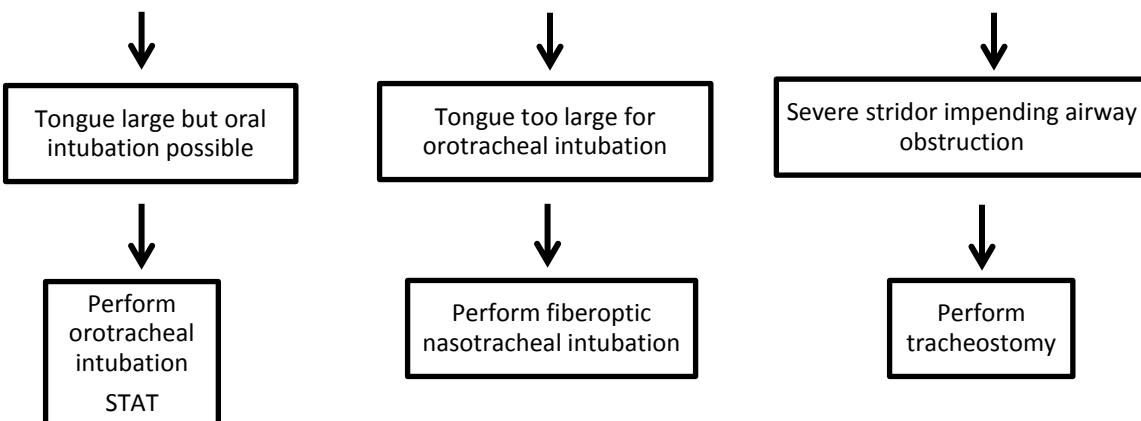 Tongue large but oral
intubation possible
Tongue too large for
orotracheal intubation
Severe stridor impending airway
obstruction
Perform
orotracheal
intubation
STAT
Perform fiberoptic
nasotracheal intubation
Perform
tracheostomy